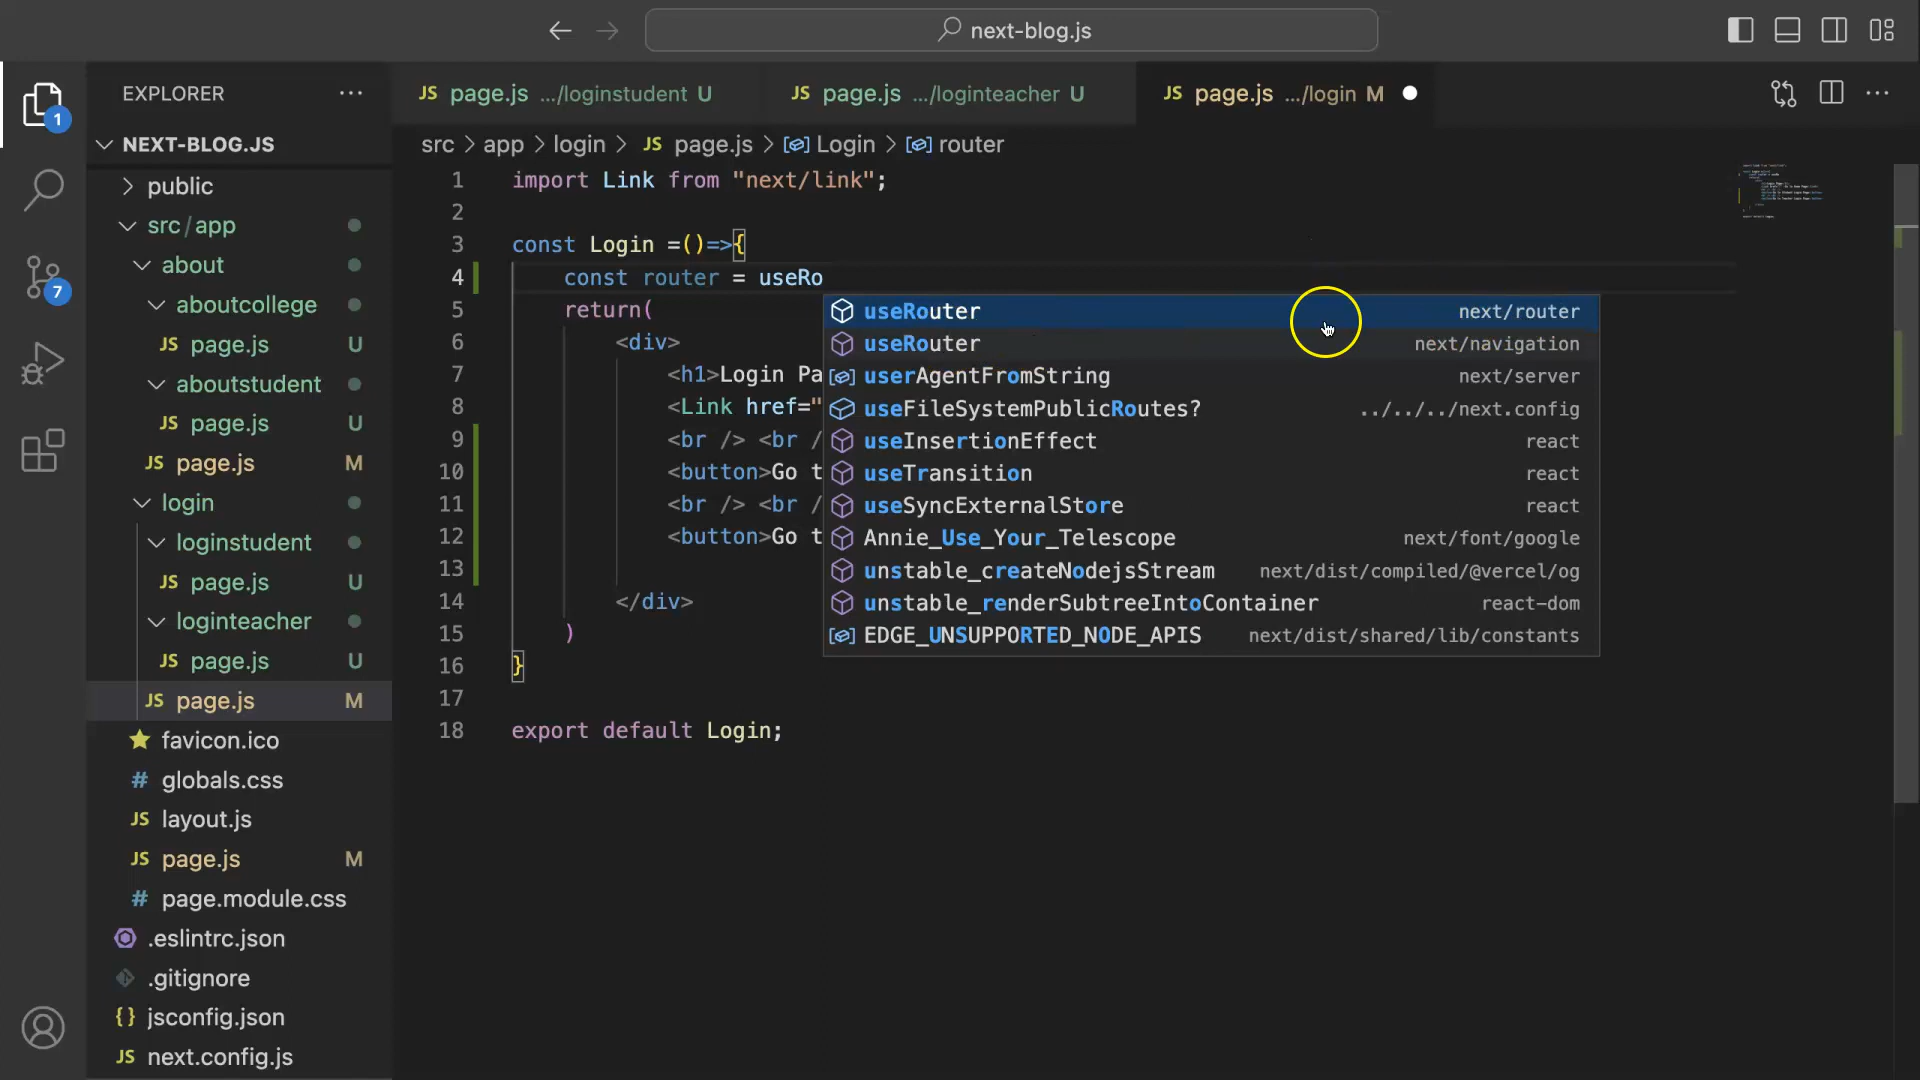 next-blog.js
EXPLORER
JS page.js .../loginstudent U
JS page.js .../loginteacher U
JS page.js .../login M
1
NEXT-BLOG.JS
src > app > login > JS page.js > Login > router
public
src/app
about
aboutcollege
JS page.js U
aboutstudent
JS page.js U
JS page.js M
login
loginstudent
JS page.js U
loginteacher
JS page.js U
JS page.js M
favicon.ico
# globals.css
JS layout.js
JS page.js M
# page.module.css
.eslintrc.json
.gitignore
{} jsconfig.json
JS next.config.js
7
1 import Link from "next/link";
2
3 const Login =()=>{
4 const router = useRo
5 return(
6 <div>
7 <h1>Login Pa
8 <Link href="
9 <br /> <br /
10 <button>Go t
11 <br /> <br /
12 <button>Go t
13
14 </div>
15 )
16 }
17
18 export default Login;
useRouter next/router
useRouter next/navigation
userAgentFromString next/server
useFileSystemPublicRoutes? ../../../next.config
useInsertionEffect react
useTransition react
useSyncExternalStore react
Annie_Use_Your_Telescope next/font/google
unstable_createNodejsStream next/dist/compiled/@vercel/og
unstable_renderSubtreeIntoContainer react-dom
EDGE_UNSUPPORTED_NODE_APIS next/dist/shared/lib/constants